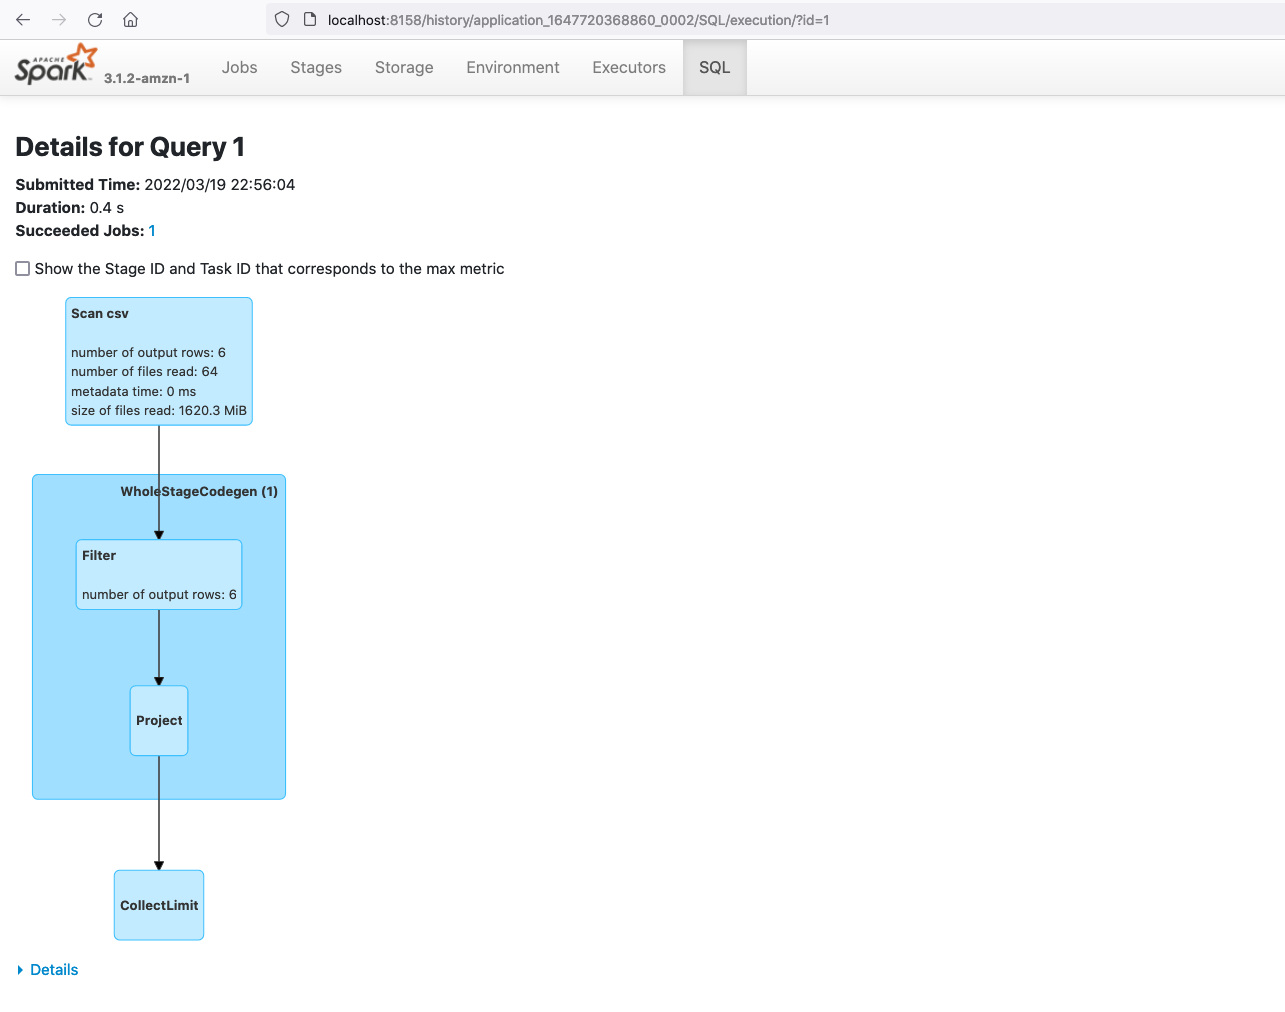 localhost:8158/history/application_1647720368860_0002/SQL/execution/?id=1
APACHE
Spark 3.1.2-amzn-1 Jobs Stages Storage Environment Executors SQL
Details for Query 1
Submitted Time: 2022/03/19 22:56:04
Duration: 0.4 s
Succeeded Jobs: 1
Show the Stage ID and Task ID that corresponds to the max metric
Scan csv
number of output rows: 6
number of files read: 64
metadata time: 0 ms
size of files read: 1620.3 MiB
WholeStageCodegen (1)
Filter
number of output rows: 6
Project
CollectLimit
Details